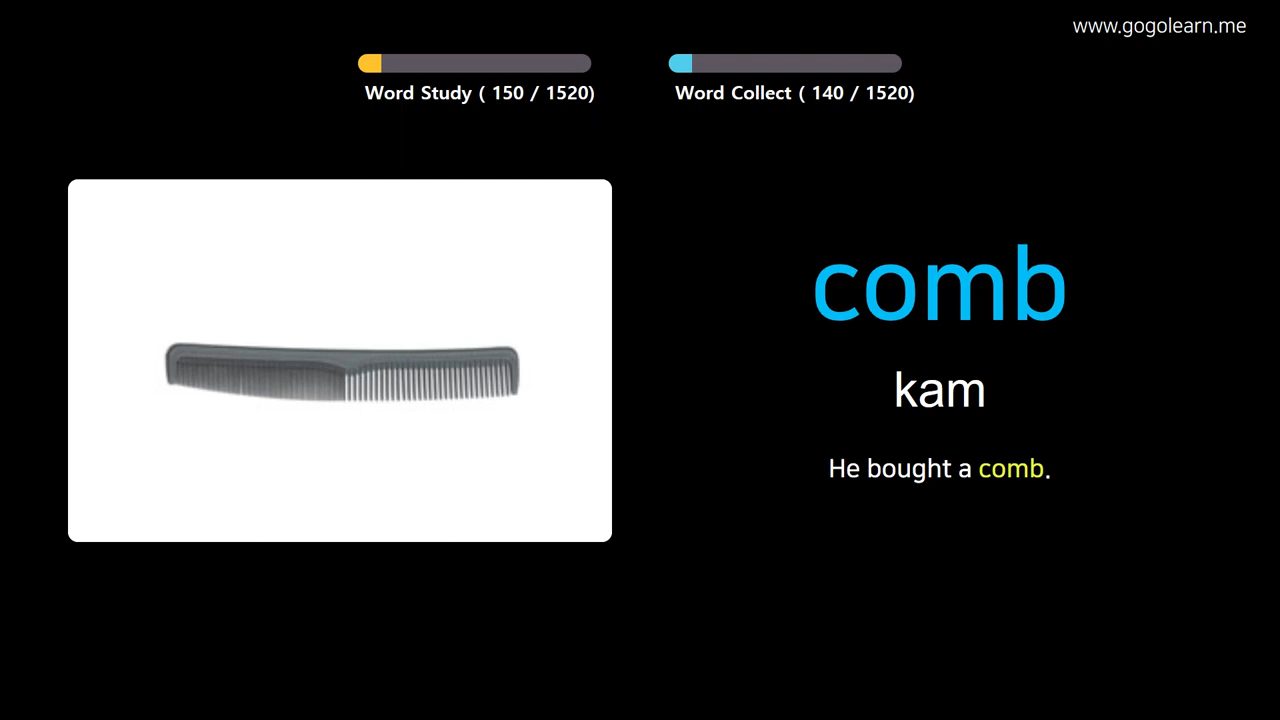 www.gogolearn.me
Word Study ( 150 / 1520)
Word Collect ( 140 / 1520)
comb
kam
He bought a comb.